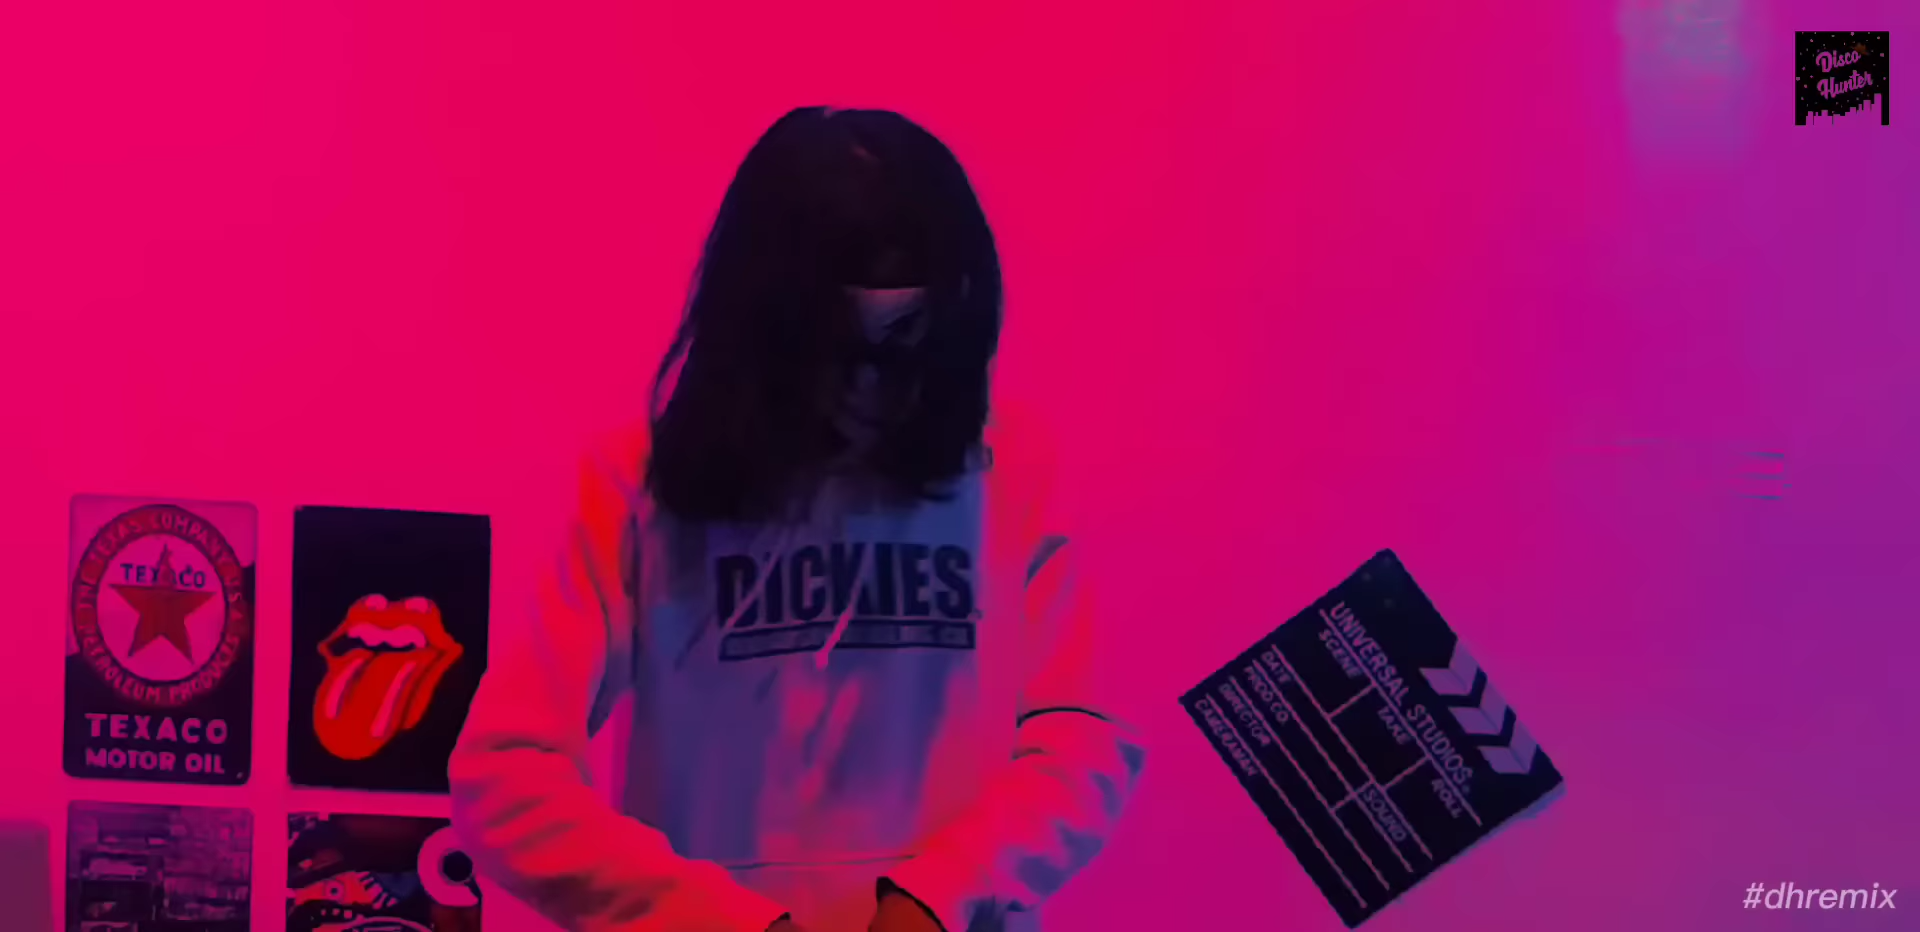 Disco
Hunter
THE TEXAS COMPANY U.S.A.
PETROLEUM PRODUCTS
TEXACO
TEXACO
MOTOR OIL
DICKIES
UNIVERSAL STUDIOS
SCENE
TAKE
ROLL
DATE
PROD.CO.
SOUND
DIRECTOR
CAMERAMAN
#dhremix